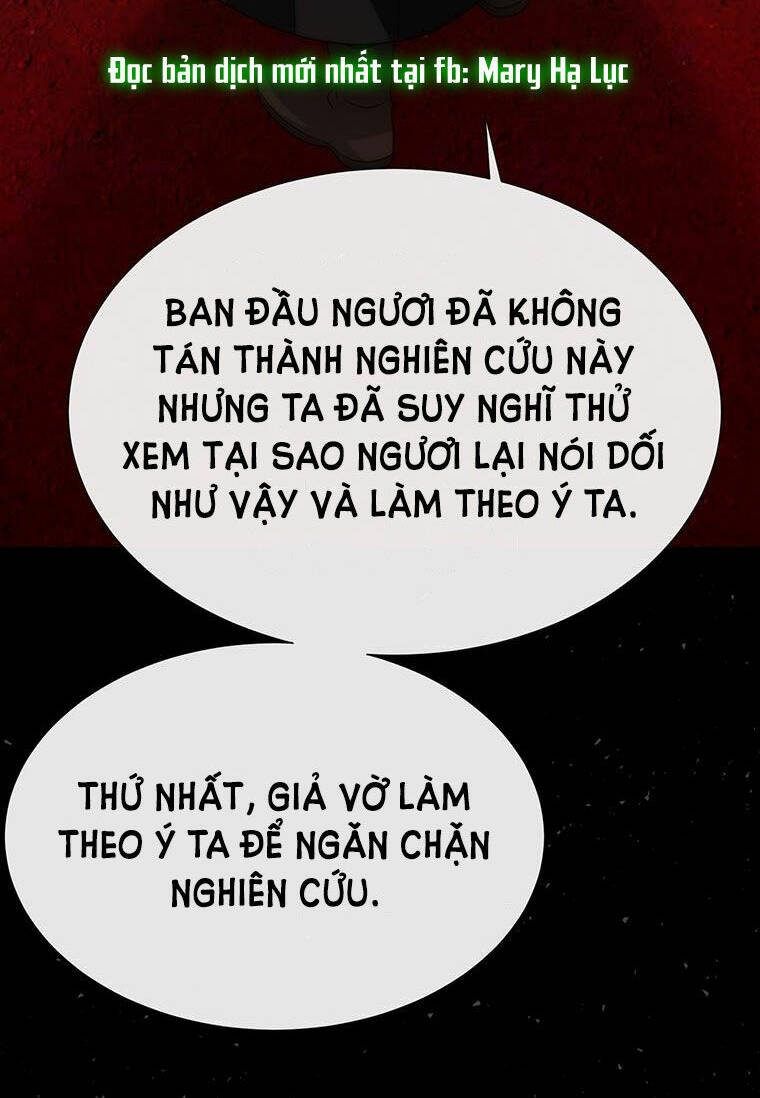 Đọc bản dịch mới nhất tại fb: Mary Hạ Lục
BAN ĐẦU NGƯƠI ĐÃ KHÔNG
TÁN THÀNH NGHIÊN CỨU NÀY
NHƯNG TA ĐÃ SUY NGHĨ THỬ
XEM TẠI SAO NGƯƠI LẠI NÓI DỐI
NHƯ VẬY VÀ LÀM THEO Ý TA.
THỨ NHẤT, GIẢ VỜ LÀM
THEO Ý TA ĐỂ NGĂN CHẶN
NGHIÊN CỨU.